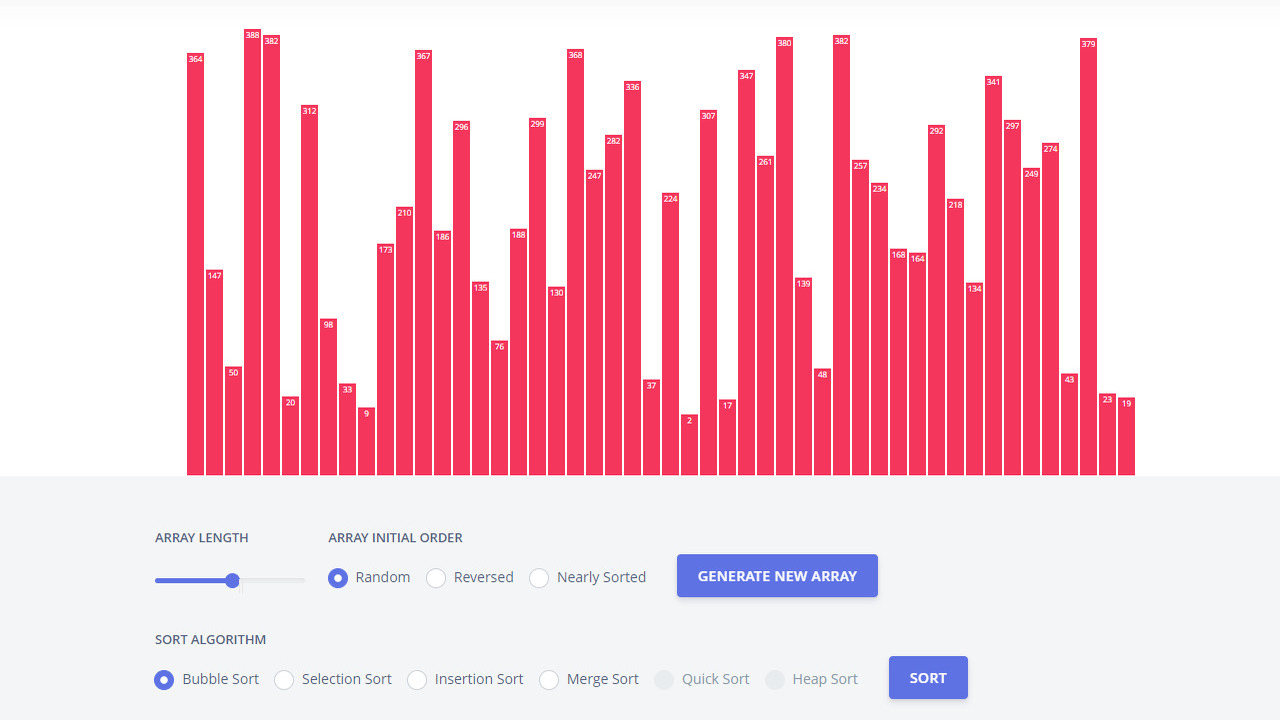 364 147 50 388 382 20 312 98 33 9 173 210 367 186 296 135 76 188 299 130 368 247 282 336 37 224 2 307 17 347 261 380 139 48 382 257 234 168 164 292 218 134 341 297 249 274 43 379 23 19
ARRAY LENGTH
ARRAY INITIAL ORDER
Random Reversed Nearly Sorted GENERATE NEW ARRAY
SORT ALGORITHM
Bubble Sort Selection Sort Insertion Sort Merge Sort Quick Sort Heap Sort SORT